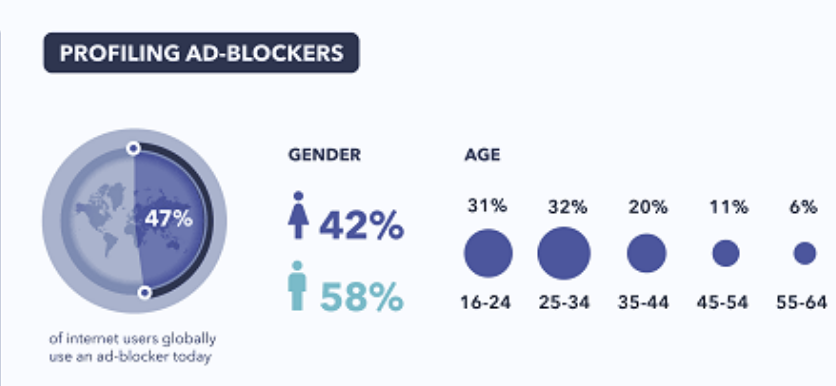 PROFILING AD-BLOCKERS
47%
of internet users globally
use an ad-blocker today
GENDER
42%
58%
AGE
31% 32% 20% 11% 6%
16-24 25-34 35-44 45-54 55-64